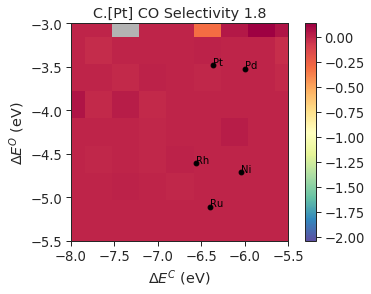 C.[Pt] CO Selectivity 1.8
−3.0
−3.5
−4.0
−4.5
−5.0
−5.5
ΔE^O (eV)
Pt
Pd
Rh
Ni
Ru
−8.0 −7.5 −7.0 −6.5 −6.0 −5.5
ΔE^C (eV)
0.00
−0.25
−0.50
−0.75
−1.00
−1.25
−1.50
−1.75
−2.00